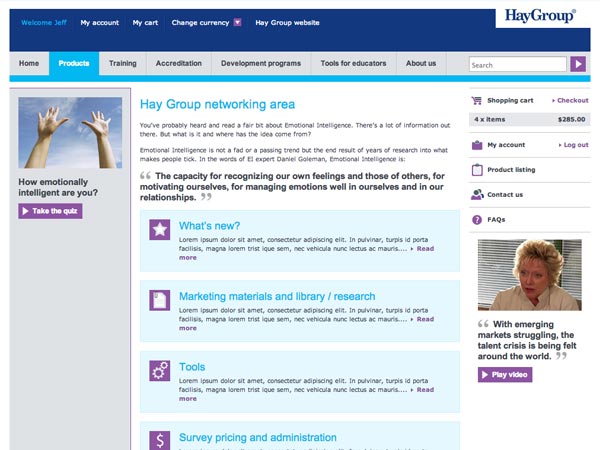 Welcome Jeff My account My cart Change currency Hay Group website
HayGroup®
Home Products Training Accreditation Development programs Tools for educators About us Search
Hay Group networking area
You've probably heard and read a fair bit about Emotional Intelligence. There's a lot of information out
there. But what is it and where has the idea come from?
Emotional Intelligence is not a fad or a passing trend but the end result of years of research into what
makes people tick. In the words of EI expert Daniel Goleman, Emotional Intelligence is:
“ The capacity for recognizing our own feelings and those of others, for
motivating ourselves, for managing emotions well in ourselves and in our
relationships. ”
How emotionally
intelligent are you?
Take the quiz
What's new?
Lorem ipsum dolor sit amet, consectetur adipiscing elit. In pulvinar, turpis id porta
facilisis, magna lorem trist ique sem, nec vehicula nunc lectus ac mauris.... Read
more
Marketing materials and library / research
Lorem ipsum dolor sit amet, consectetur adipiscing elit. In pulvinar, turpis id porta
facilisis, magna lorem trist ique sem, nec vehicula nunc lectus ac mauris.... Read
more
Tools
Lorem ipsum dolor sit amet, consectetur adipiscing elit. In pulvinar, turpis id porta
facilisis, magna lorem trist ique sem, nec vehicula nunc lectus ac mauris.... Read
more
$ Survey pricing and administration
Shopping cart Checkout
4 x items $285.00
My account Log out
Product listing
Contact us
? FAQs
“ With emerging
markets struggling, the
talent crisis is being felt
around the world. ”
Play video